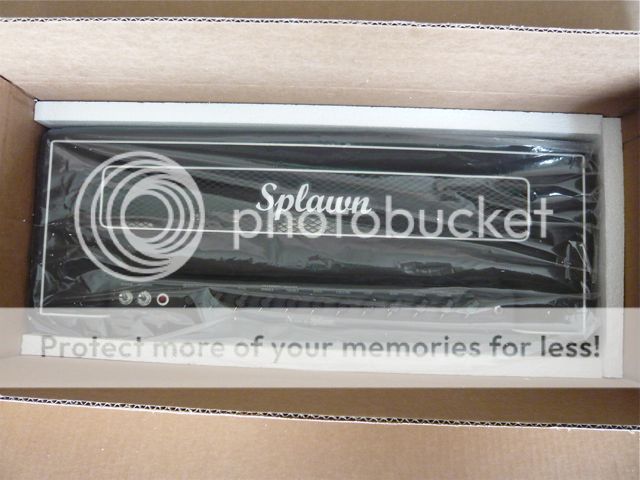 Splawn
photobucket
Protect more of your memories for less!